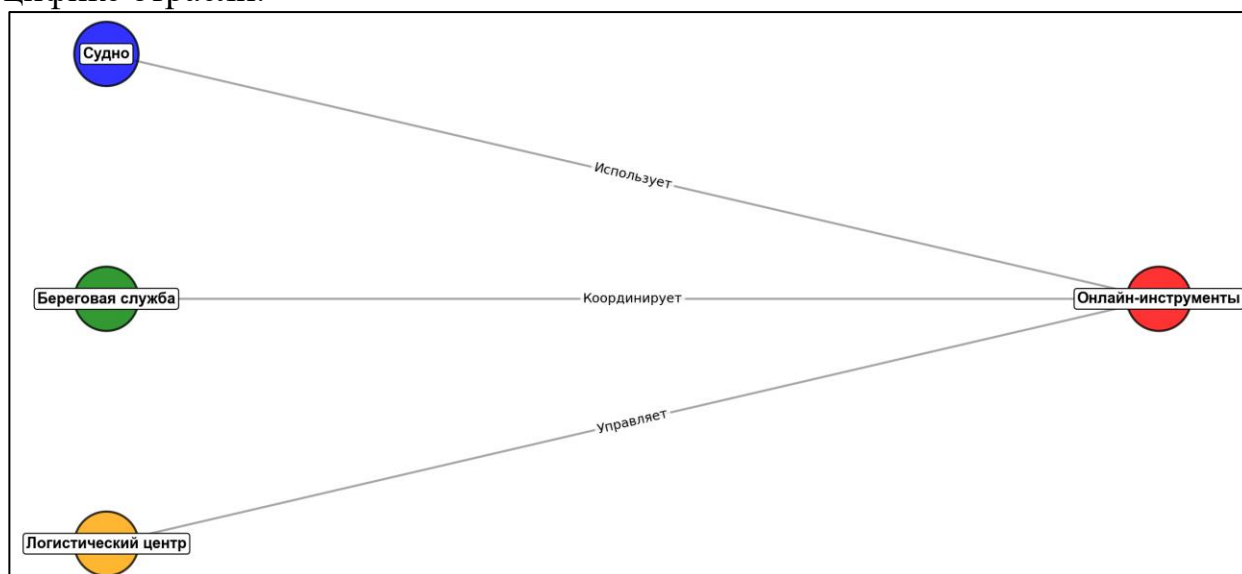 Судно
Использует
Береговая служба
Координирует
Онлайн-инструменты
Управляет
Логистический центр